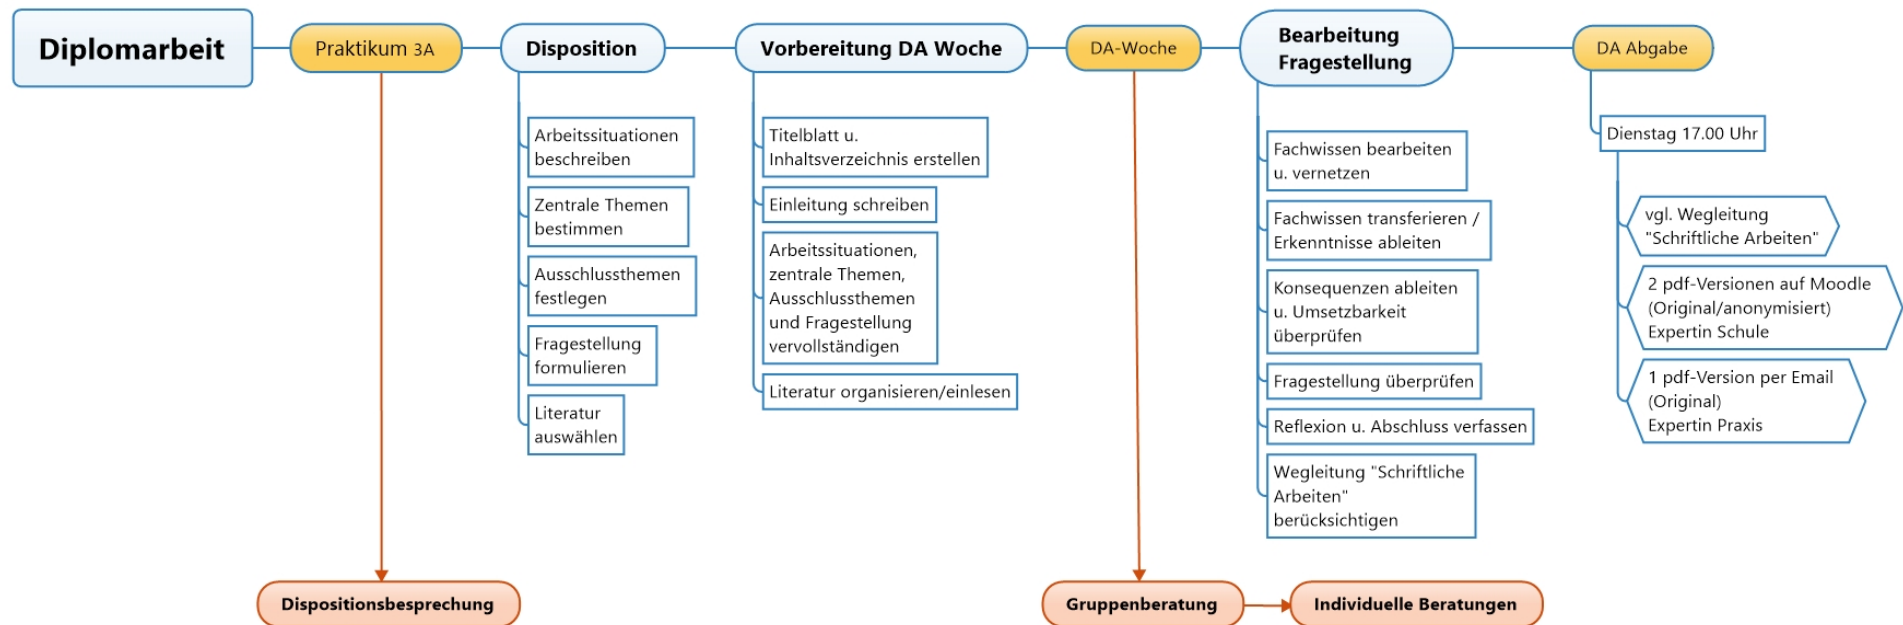 Diplomarbeit
Praktikum 3A
Disposition
Vorbereitung DA Woche
DA-Woche
Bearbeitung
Fragestellung
DA Abgabe
Arbeitssituationen
beschreiben
Zentrale Themen
bestimmen
Ausschlussthemen
festlegen
Fragestellung
formulieren
Literatur
auswählen
Titelblatt u.
Inhaltsverzeichnis erstellen
Einleitung schreiben
Arbeitssituationen,
zentrale Themen,
Ausschlussthemen
und Fragestellung
vervollständigen
Literatur organisieren/einlesen
Fachwissen bearbeiten
u. vernetzen
Fachwissen transferieren /
Erkenntnisse ableiten
Konsequenzen ableiten
u. Umsetzbarkeit
überprüfen
Fragestellung überprüfen
Reflexion u. Abschluss verfassen
Wegleitung "Schriftliche
Arbeiten"
berücksichtigen
Dienstag 17.00 Uhr
vgl. Wegleitung
"Schriftliche Arbeiten"
2 pdf-Versionen auf Moodle
(Original/anonymisiert)
Expertin Schule
1 pdf-Version per Email
(Original)
Expertin Praxis
Dispositionsbesprechung
Gruppenberatung
Individuelle Beratungen